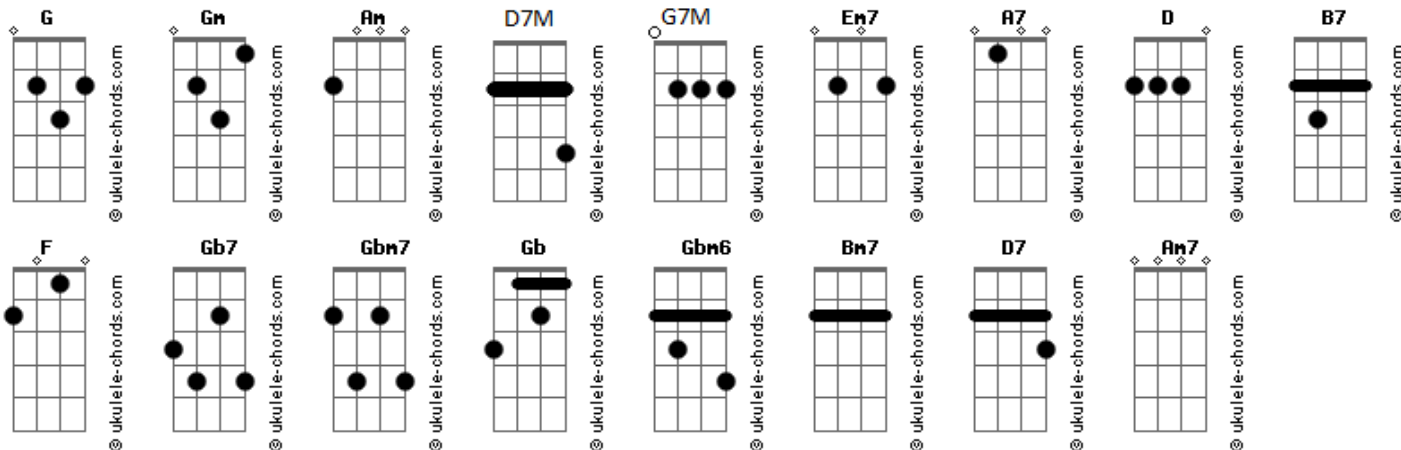 G Gm Am D7M G7M Em7 A7 D B7
© ukulele-chords.com © ukulele-chords.com © ukulele-chords.com © ukulele-chords.com © ukulele-chords.com © ukulele-chords.com © ukulele-chords.com © ukulele-chords.com © ukulele-chords.com
F Gb7 Gbm7 Gb Gbm6 Bm7 D7 Am7
© ukulele-chords.com © ukulele-chords.com © ukulele-chords.com © ukulele-chords.com © ukulele-chords.com © ukulele-chords.com © ukulele-chords.com © ukulele-chords.com